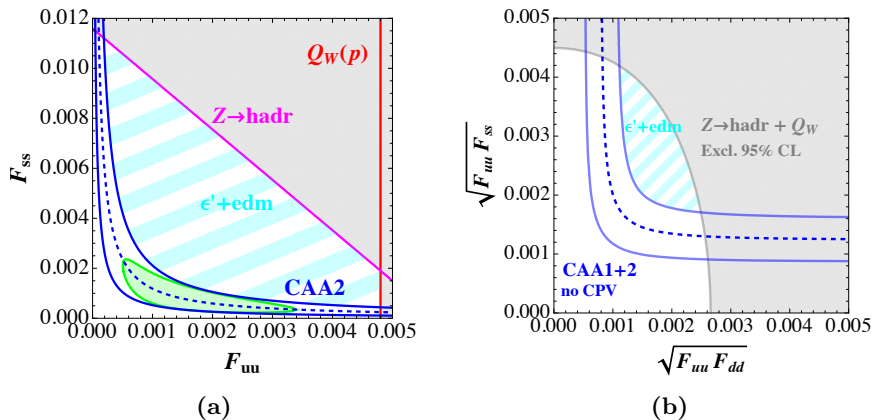 0.012
0.010
0.008
0.006
0.004
0.002
0.000
F_ss
Q_W(p)
Z→hadr
ϵ'+edm
CAA2
0.000 0.001 0.002 0.003 0.004 0.005
F_uu
(a)
0.005
0.004
0.003
0.002
0.001
0.000
√F_uu F_ss
ϵ'+edm
Z→hadr + Q_W
Excl. 95% CL
CAA1+2
no CPV
0.000 0.001 0.002 0.003 0.004 0.005
√F_uu F_dd
(b)